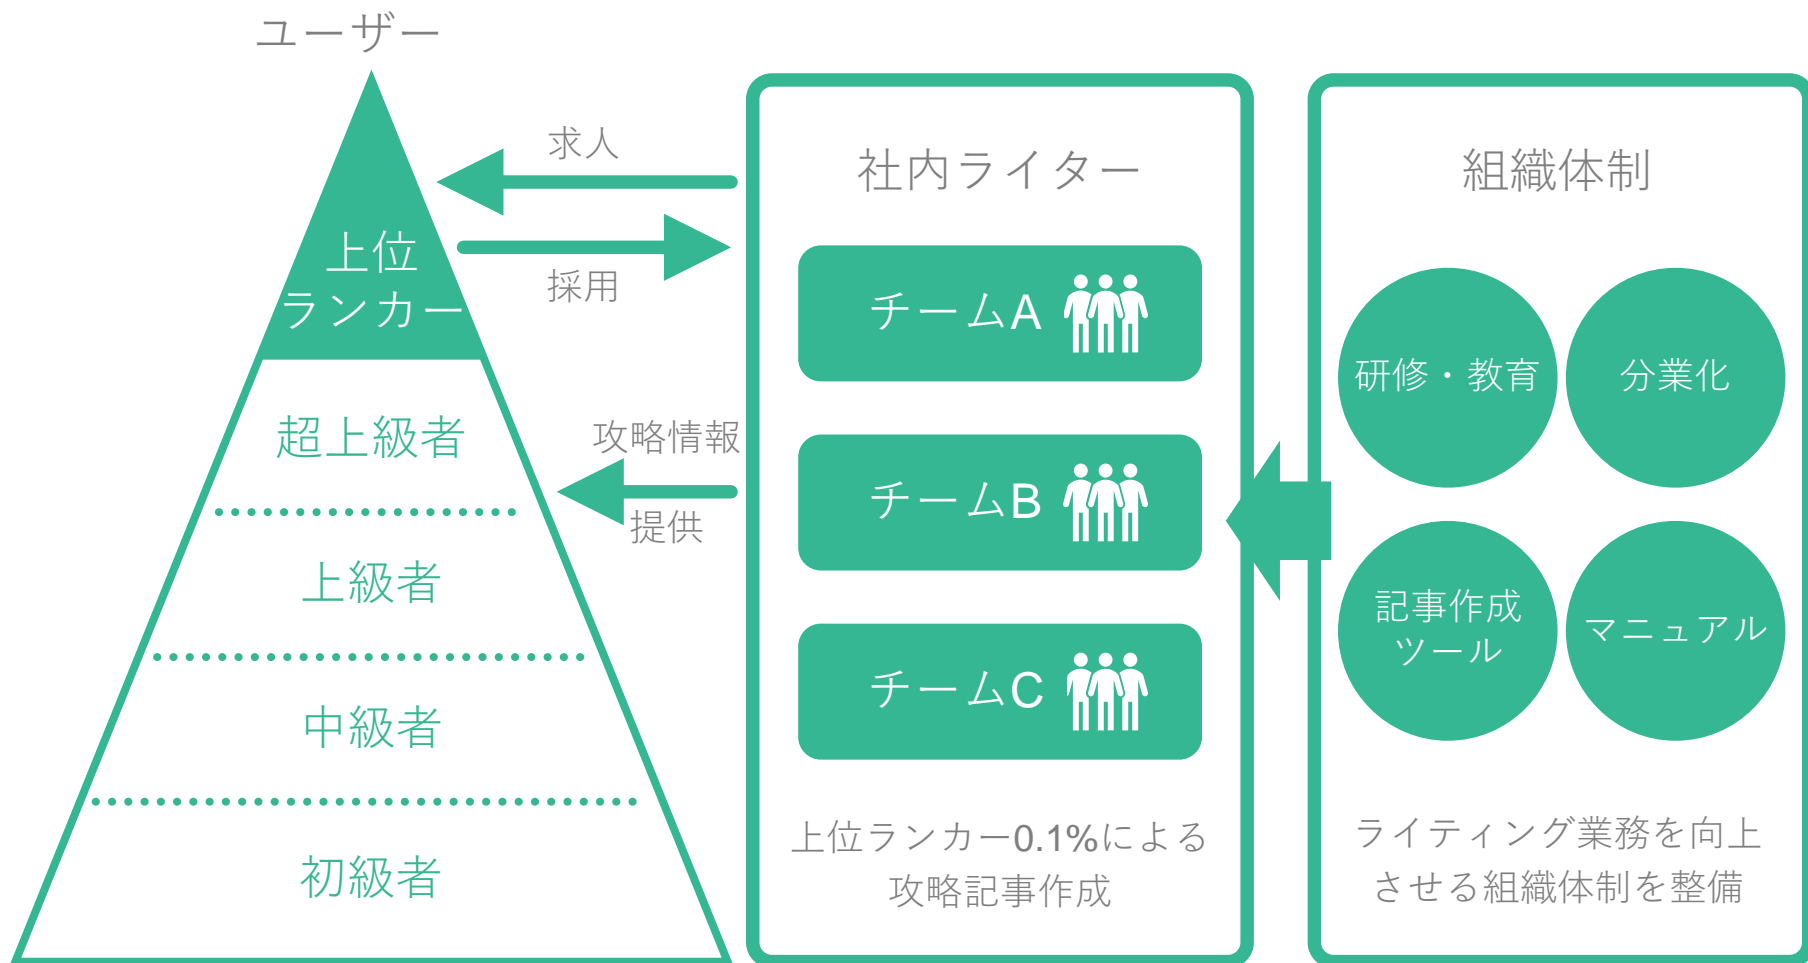 ユーザー
上位
ランカー
超上級者
上級者
中級者
初級者
求人
採用
攻略情報
提供
社内ライター
チームA
チームB
チームC
上位ランカー0.1%による
攻略記事作成
組織体制
研修・教育
分業化
記事作成
ツール
マニュアル
ライティング業務を向上
させる組織体制を整備